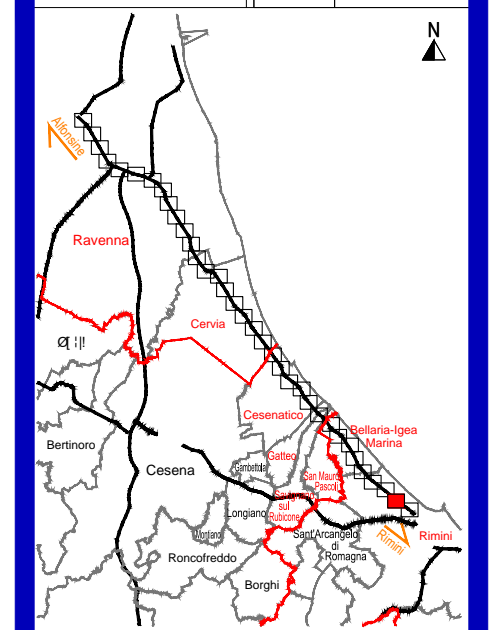 N
Alfonsine
Ravenna
Cervia
Bertinoro
Cesenatico
Bellaria-Igea
Marina
Gatteo
Gambettola
Cesena
San Mauro
Pascoli
Savignano
sul
Rubicone
Longiano
Montiano
Sant'Arcangelo
di
Romagna
Rimini
Rimini
Roncofreddo
Borghi